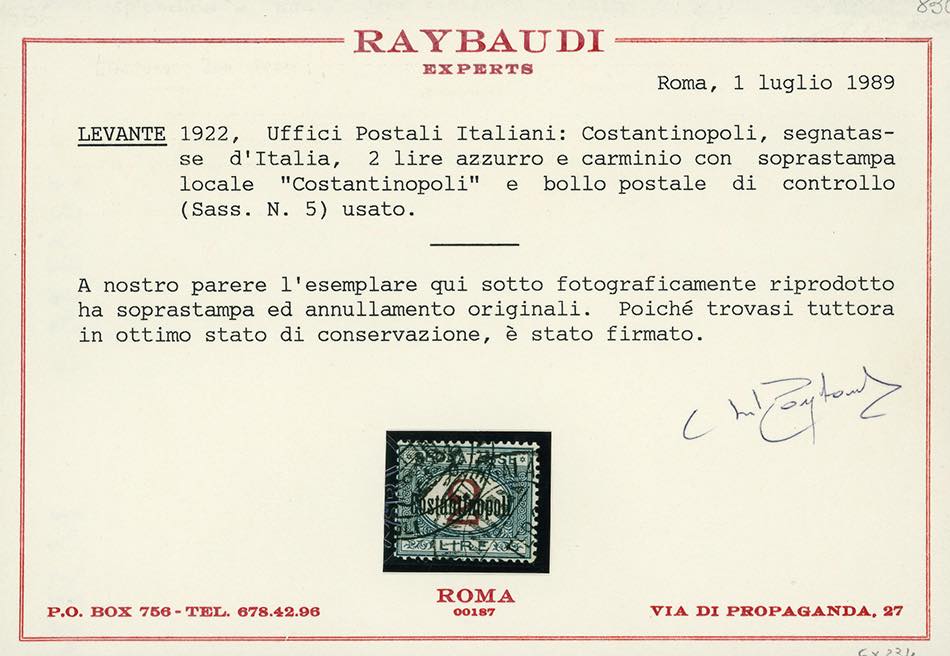 RAYBAUDI
EXPERTS
Roma, 1 luglio 1989
LEVANTE 1922, Uffici Postali Italiani: Costantinopoli, segnatas-
se d'Italia, 2 lire azzurro e carminio con soprastampa
locale "Costantinopoli" e bollo postale di controllo
(Sass. N. 5) usato.
A nostro parere l'esemplare qui sotto fotograficamente riprodotto
ha soprastampa ed annullamento originali. Poiché trovasi tuttora
in ottimo stato di conservazione, è stato firmato.
SEGNATASSE
2
Costantinopoli
LIRE
ROMA
00187
P.O. BOX 756 - TEL. 678.42.96
VIA DI PROPAGANDA, 27